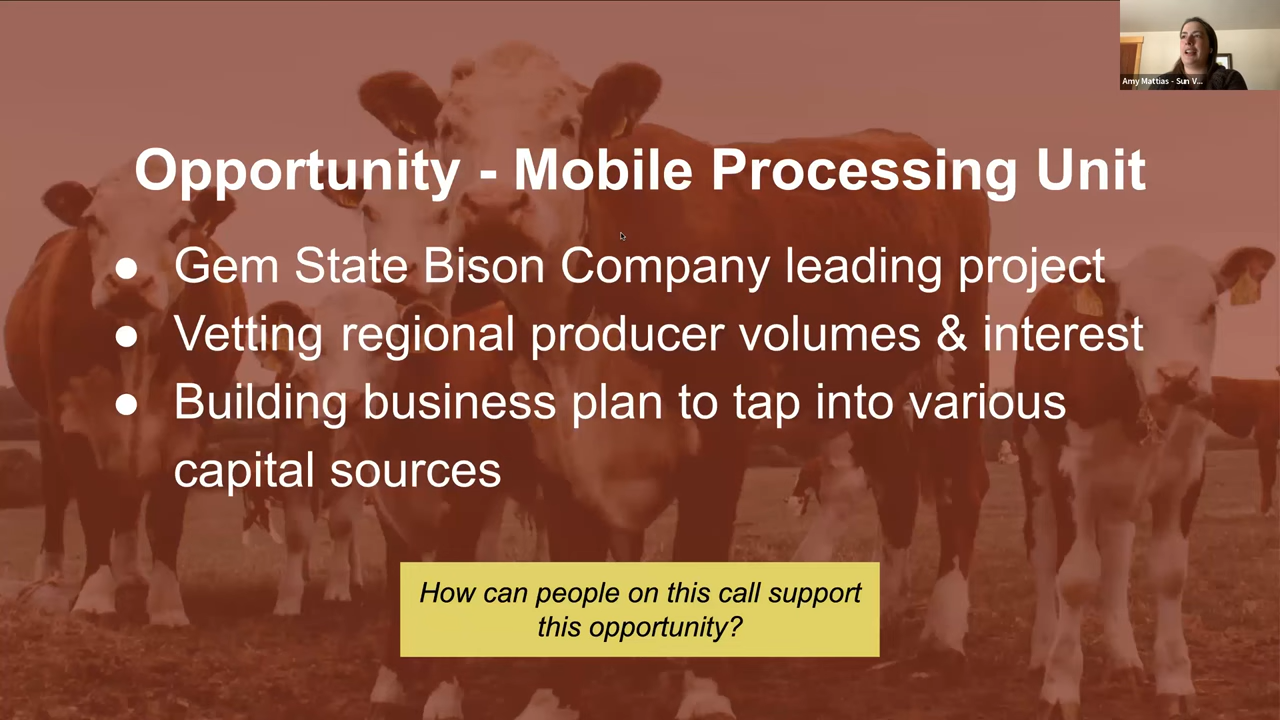 Amy Mattias - Sun V...
Opportunity - Mobile Processing Unit
● Gem State Bison Company leading project
● Vetting regional producer volumes & interest
● Building business plan to tap into various
capital sources
How can people on this call support
this opportunity?